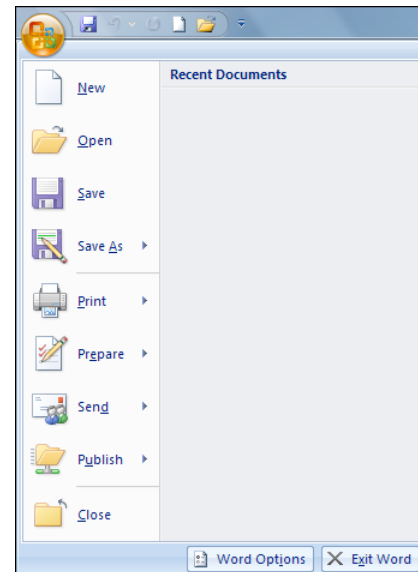 Recent Documents
New
Open
Save
Save As
Print
Prepare
Send
Publish
Close
Word Options
Exit Word